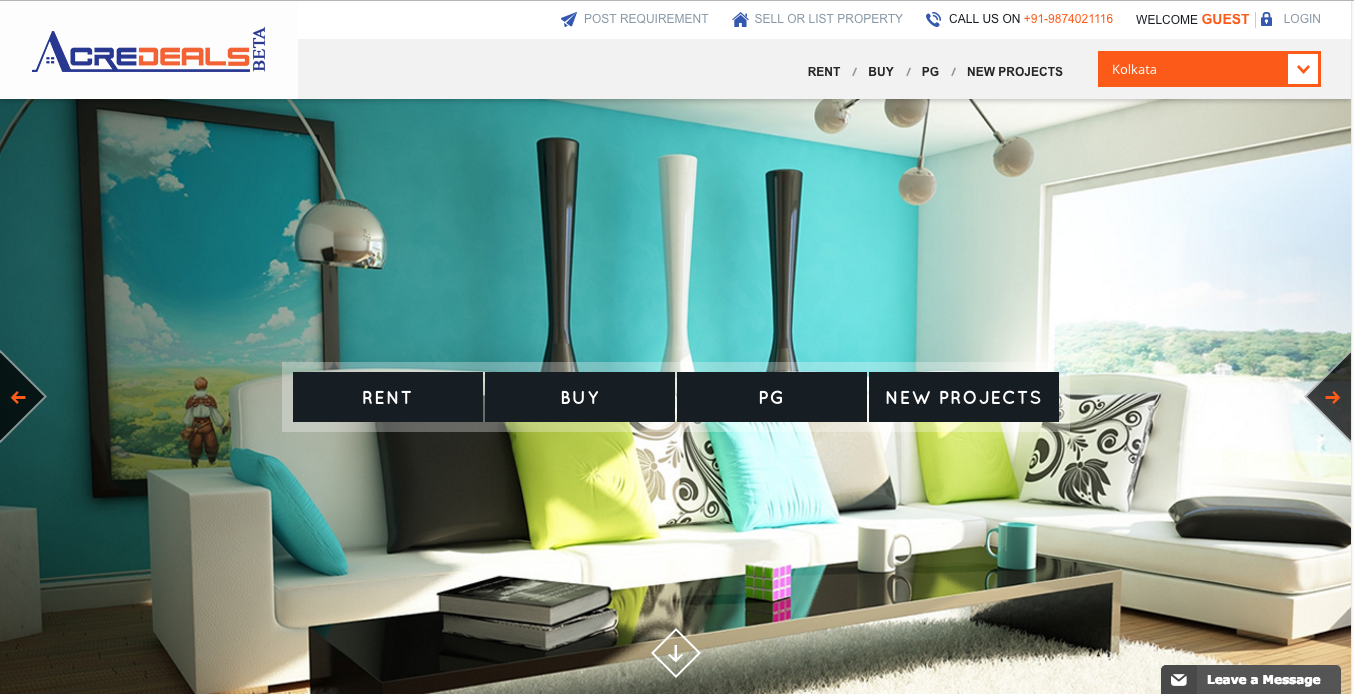 POST REQUIREMENT
SELL OR LIST PROPERTY
CALL US ON +91-9874021116
WELCOME GUEST
LOGIN
ACREDEALS BETA
RENT / BUY / PG / NEW PROJECTS
Kolkata
RENT
BUY
PG
NEW PROJECTS
Leave a Message